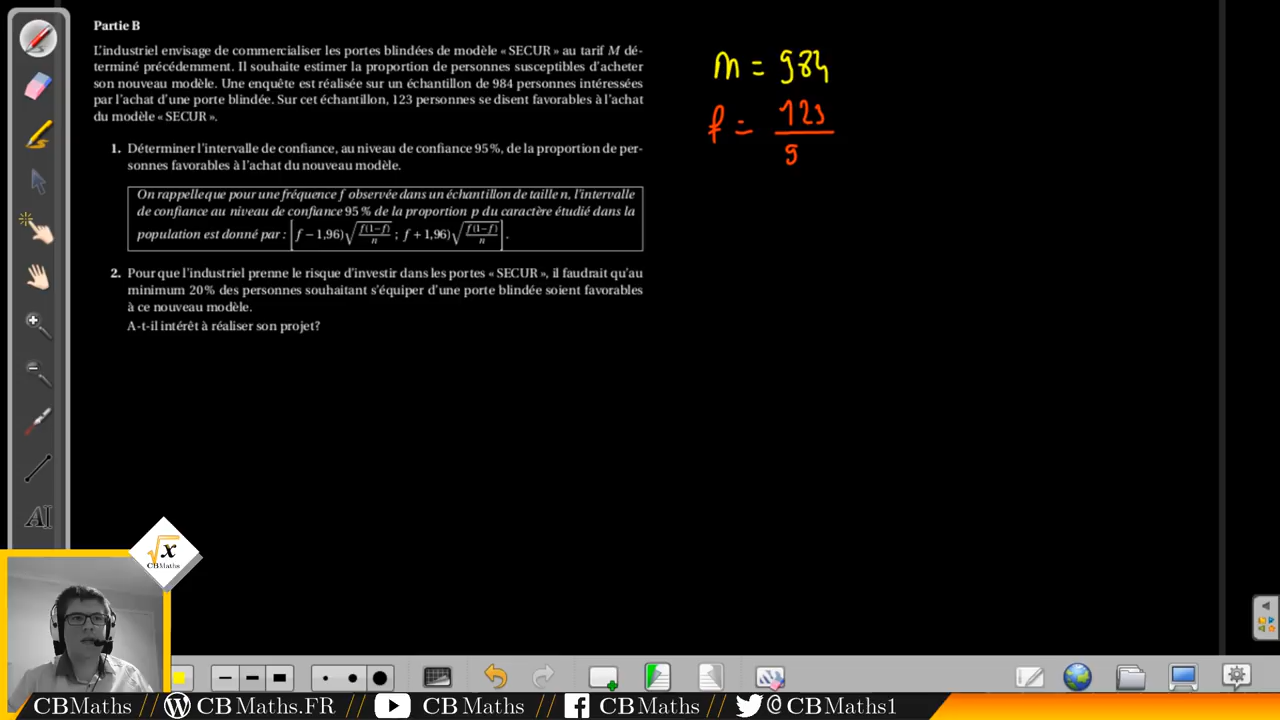 Partie B
L'industriel envisage de commercialiser les portes blindées de modèle « SECUR » au tarif M dé-
terminé précédemment. Il souhaite estimer la proportion de personnes susceptibles d'acheter
son nouveau modèle. Une enquête est réalisée sur un échantillon de 984 personnes intéressées
par l'achat d'une porte blindée. Sur cet échantillon, 123 personnes se disent favorables à l'achat
du modèle « SECUR ».
1. Déterminer l'intervalle de confiance, au niveau de confiance 95%, de la proportion de per-
sonnes favorables à l'achat du nouveau modèle.
On rappelle que pour une fréquence f observée dans un échantillon de taille n, l'intervalle
de confiance au niveau de confiance 95 % de la proportion p du caractère étudié dans la
population est donné par : [f − 1,96)√(f(1−f)/n) ; f + 1,96)√(f(1−f)/n)].
2. Pour que l'industriel prenne le risque d'investir dans les portes « SECUR », il faudrait qu'au
minimum 20% des personnes souhaitant s'équiper d'une porte blindée soient favorables
à ce nouveau modèle.
A-t-il intérêt à réaliser son projet?
n = 984
f = 123
9
AI
√x
CBMaths
CBMaths // CBMaths.FR // CBMaths // CBMaths // @CBMaths1